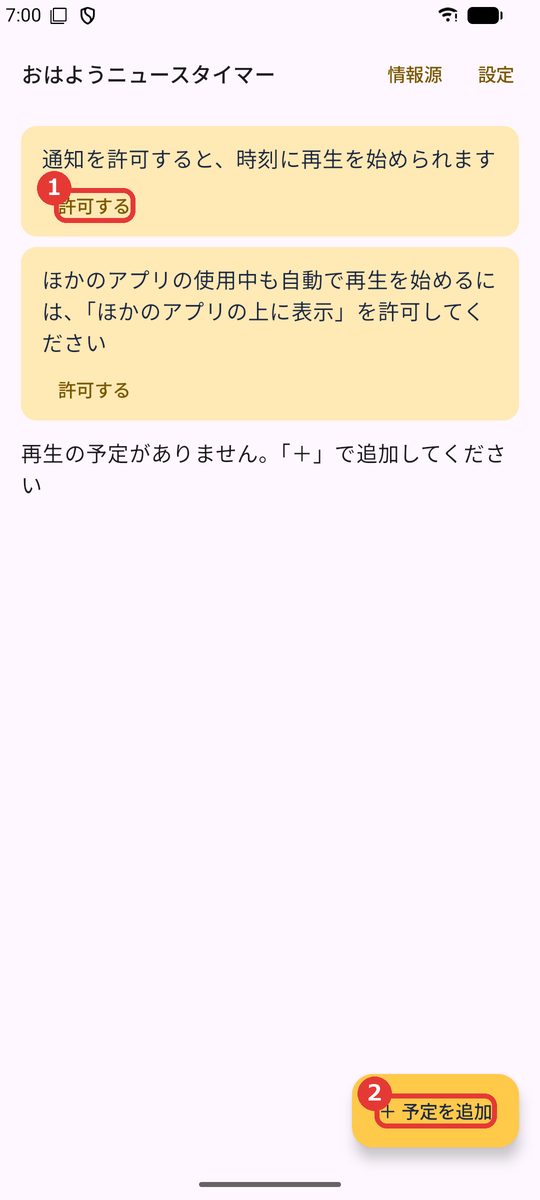 7:00
おはようニュースタイマー 情報源 設定
通知を許可すると、時刻に再生を始められます
1
許可する
ほかのアプリの使用中も自動で再生を始めるに
は、「ほかのアプリの上に表示」を許可してく
ださい
許可する
再生の予定がありません。「＋」で追加してくださ
い
2
＋ 予定を追加